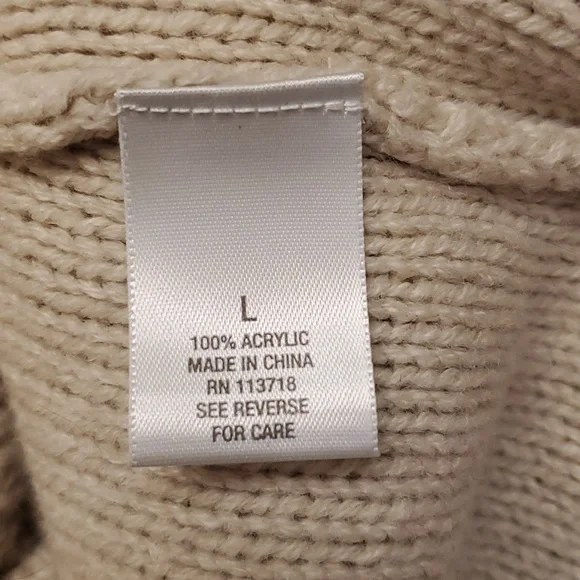 L
100% ACRYLIC
MADE IN CHINA
RN 113718
SEE REVERSE
FOR CARE